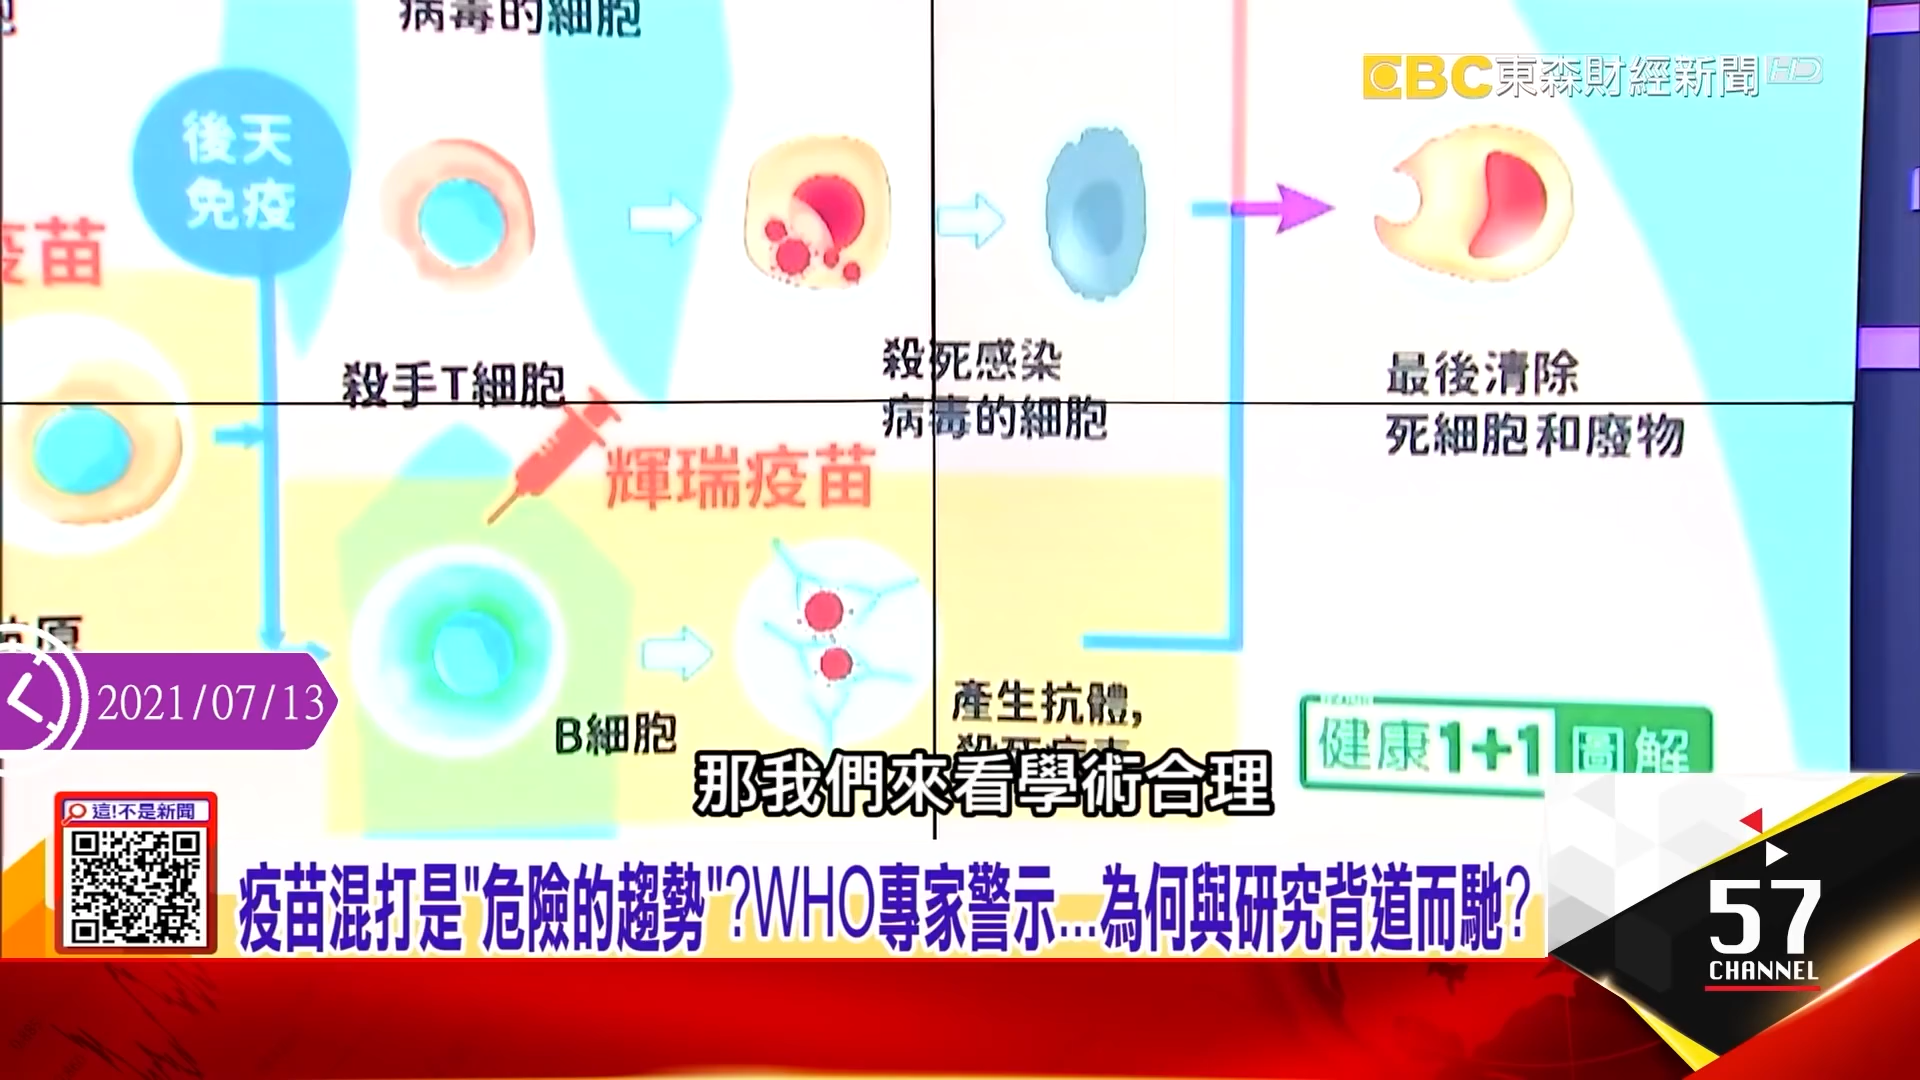 病毒的細胞
EBC東森財經新聞HD
後天
免疫
疫苗
殺手T細胞
殺死感染
病毒的細胞
最後清除
死細胞和廢物
輝瑞疫苗
2021/07/13
B細胞
產生抗體,
健康1+1 圖解
那我們來看學術合理
這!不是新聞
疫苗混打是"危險的趨勢"?WHO專家警示...為何與研究背道而馳?
57
CHANNEL